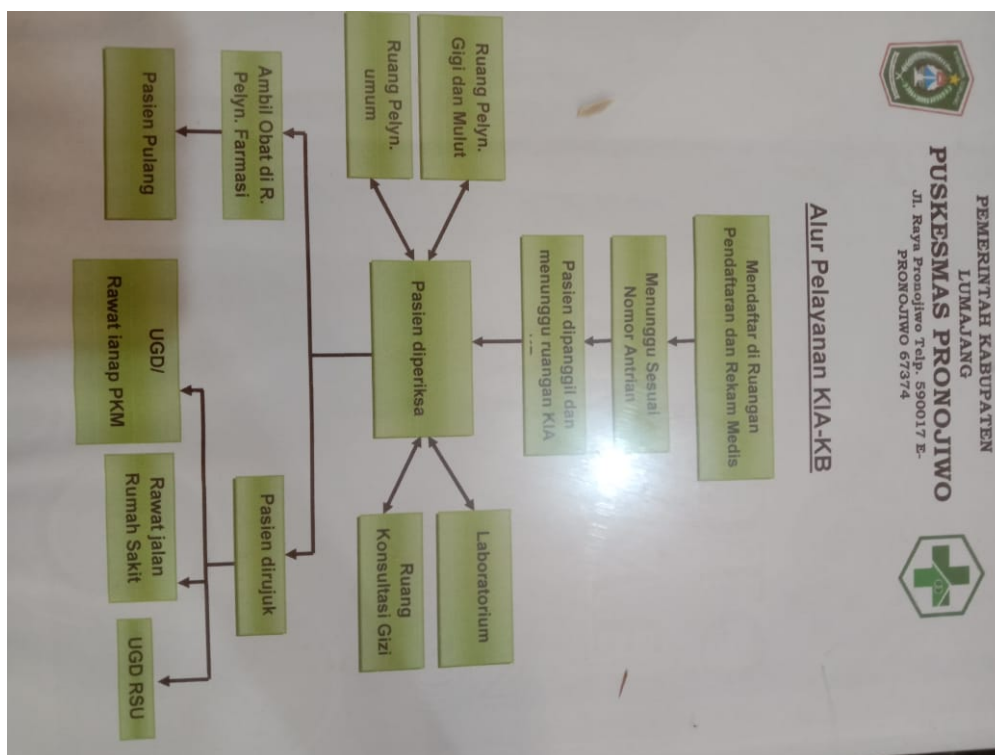 PEMERINTAH KABUPATEN
LUMAJANG
PUSKESMAS PRONOJIWO
Jl. Raya Pronojiwo Telp. 590017 E-
PRONOJIWO 67374
Alur Pelayanan KIA-KB
Mendaftar di Ruangan
Pendaftaran dan Rekam Medis
Menunggu Sesuai
Nomor Antrian
Pasien dipanggil dan
menunggu ruangan KIA
Ruang Pelyn.
Gigi dan Mulut
Ruang Pelyn.
umum
Pasien diperiksa
Laboratorium
Ruang
Konsultasi Gizi
Ambil Obat di R.
Pelyn. Farmasi
Pasien Pulang
Pasien dirujuk
UGD/
Rawat ianap PKM
Rawat jalan
Rumah Sakit
UGD RSU